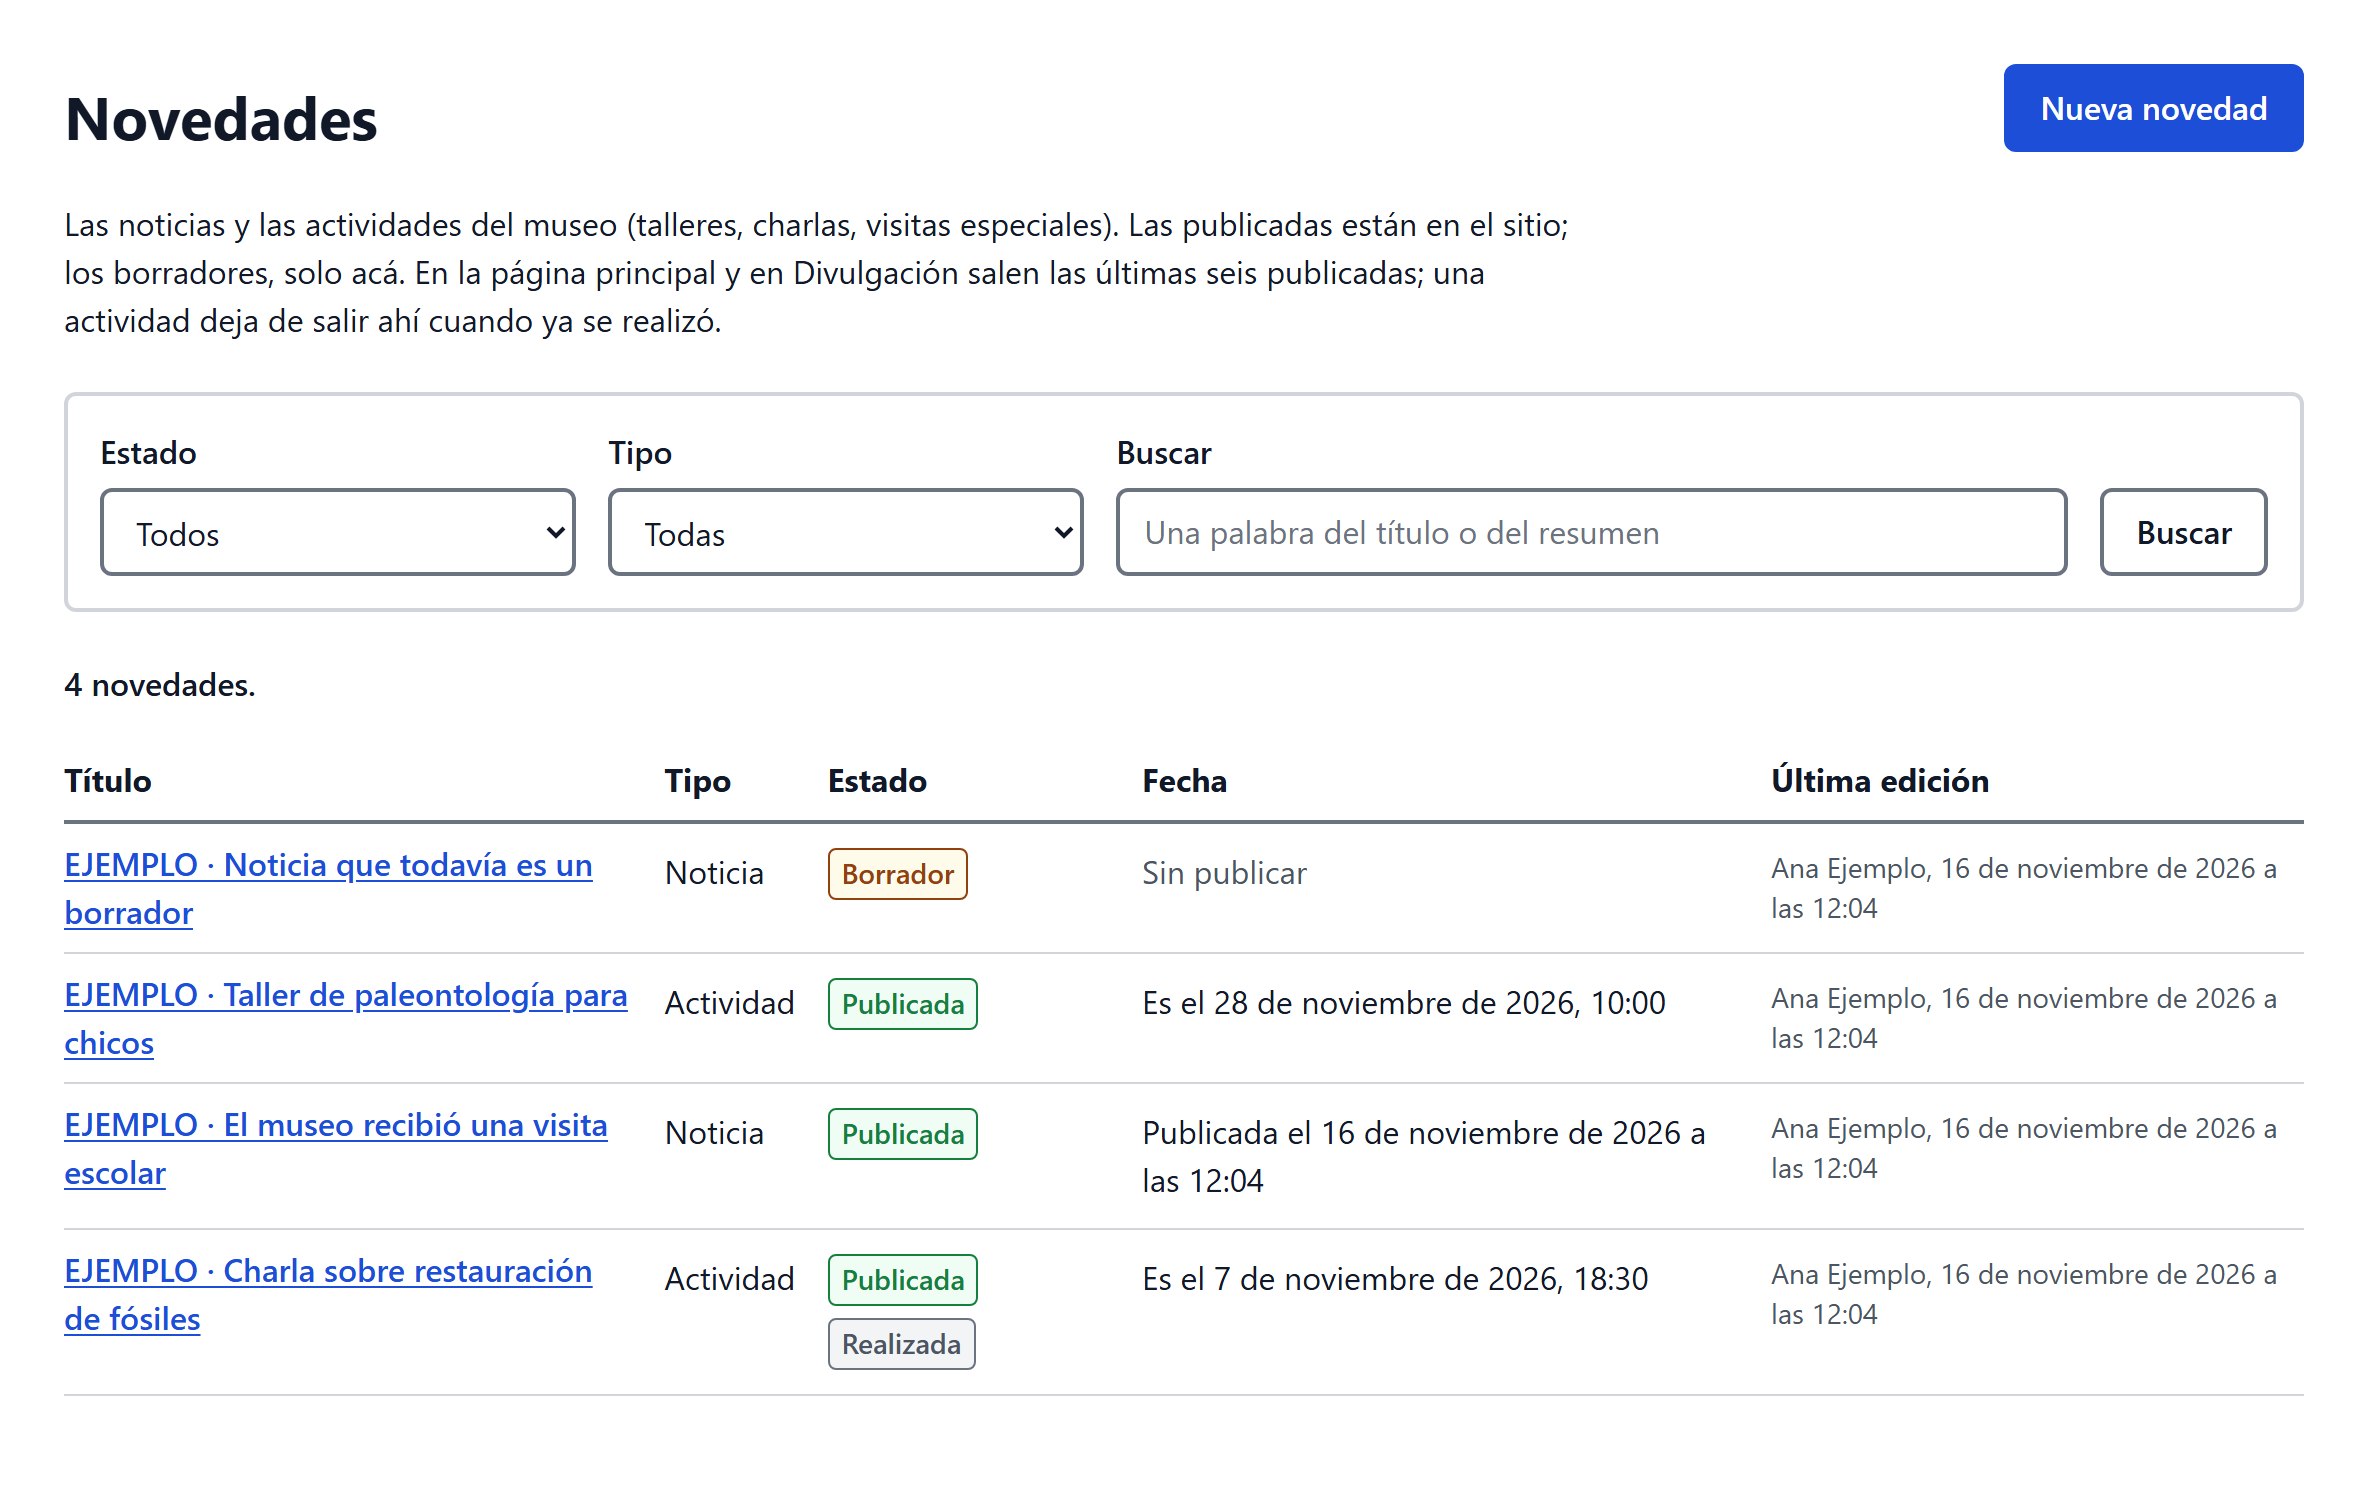 Novedades
Nueva novedad
Las noticias y las actividades del museo (talleres, charlas, visitas especiales). Las publicadas están en el sitio;
los borradores, solo acá. En la página principal y en Divulgación salen las últimas seis publicadas; una
actividad deja de salir ahí cuando ya se realizó.
Estado
Tipo
Buscar
Todos
Todas
Una palabra del título o del resumen
Buscar
4 novedades.
Título
Tipo
Estado
Fecha
Última edición
EJEMPLO · Noticia que todavía es un
borrador
Noticia
Borrador
Sin publicar
Ana Ejemplo, 16 de noviembre de 2026 a
las 12:04
EJEMPLO · Taller de paleontología para
chicos
Actividad
Publicada
Es el 28 de noviembre de 2026, 10:00
Ana Ejemplo, 16 de noviembre de 2026 a
las 12:04
EJEMPLO · El museo recibió una visita
escolar
Noticia
Publicada
Publicada el 16 de noviembre de 2026 a
las 12:04
Ana Ejemplo, 16 de noviembre de 2026 a
las 12:04
EJEMPLO · Charla sobre restauración
de fósiles
Actividad
Publicada
Realizada
Es el 7 de noviembre de 2026, 18:30
Ana Ejemplo, 16 de noviembre de 2026 a
las 12:04